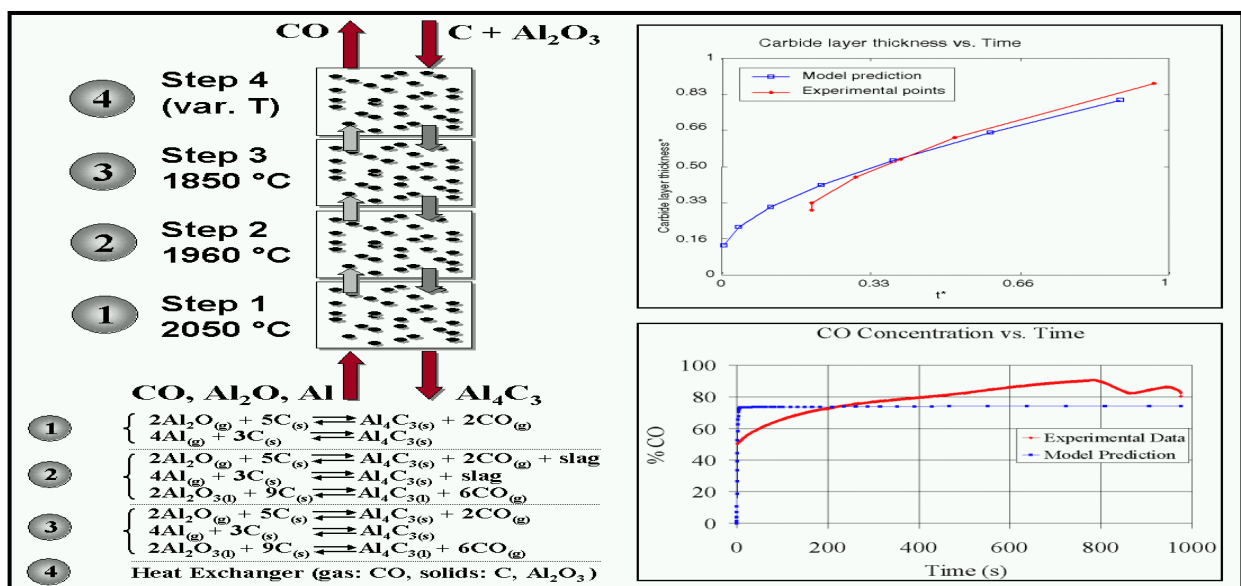 CO
C + Al₂O₃
4
Step 4
(var. T)
3
Step 3
1850 °C
2
Step 2
1960 °C
1
Step 1
2050 °C
CO, Al₂O, Al
Al₄C₃
1
2Al₂O(g) + 5C(s) ⇌ Al₄C₃(s) + 2CO(g)
4Al(g) + 3C(s) ⇌ Al₄C₃(s)
2
2Al₂O(g) + 5C(s) ⇌ Al₄C₃(s) + 2CO(g) + slag
4Al(g) + 3C(s) ⇌ Al₄C₃(s) + slag
2Al₂O₃(l) + 9C(s) ⇌ Al₄C₃(l) + 6CO(g)
3
2Al₂O(g) + 5C(s) ⇌ Al₄C₃(s) + 2CO(g)
4Al(g) + 3C(s) ⇌ Al₄C₃(s)
2Al₂O₃(l) + 9C(s) ⇌ Al₄C₃(l) + 6CO(g)
4
Heat Exchanger (gas: CO, solids: C, Al₂O₃)
Carbide layer thickness vs. Time
Model prediction
Experimental points
Carbide layer thickness*
1
0.83
0.66
0.50
0.33
0.16
0
0
0.33
0.66
1
t*
CO Concentration vs. Time
% CO
100
80
60
40
20
0
Experimental Data
Model Prediction
0
200
400
600
800
1000
Time (s)